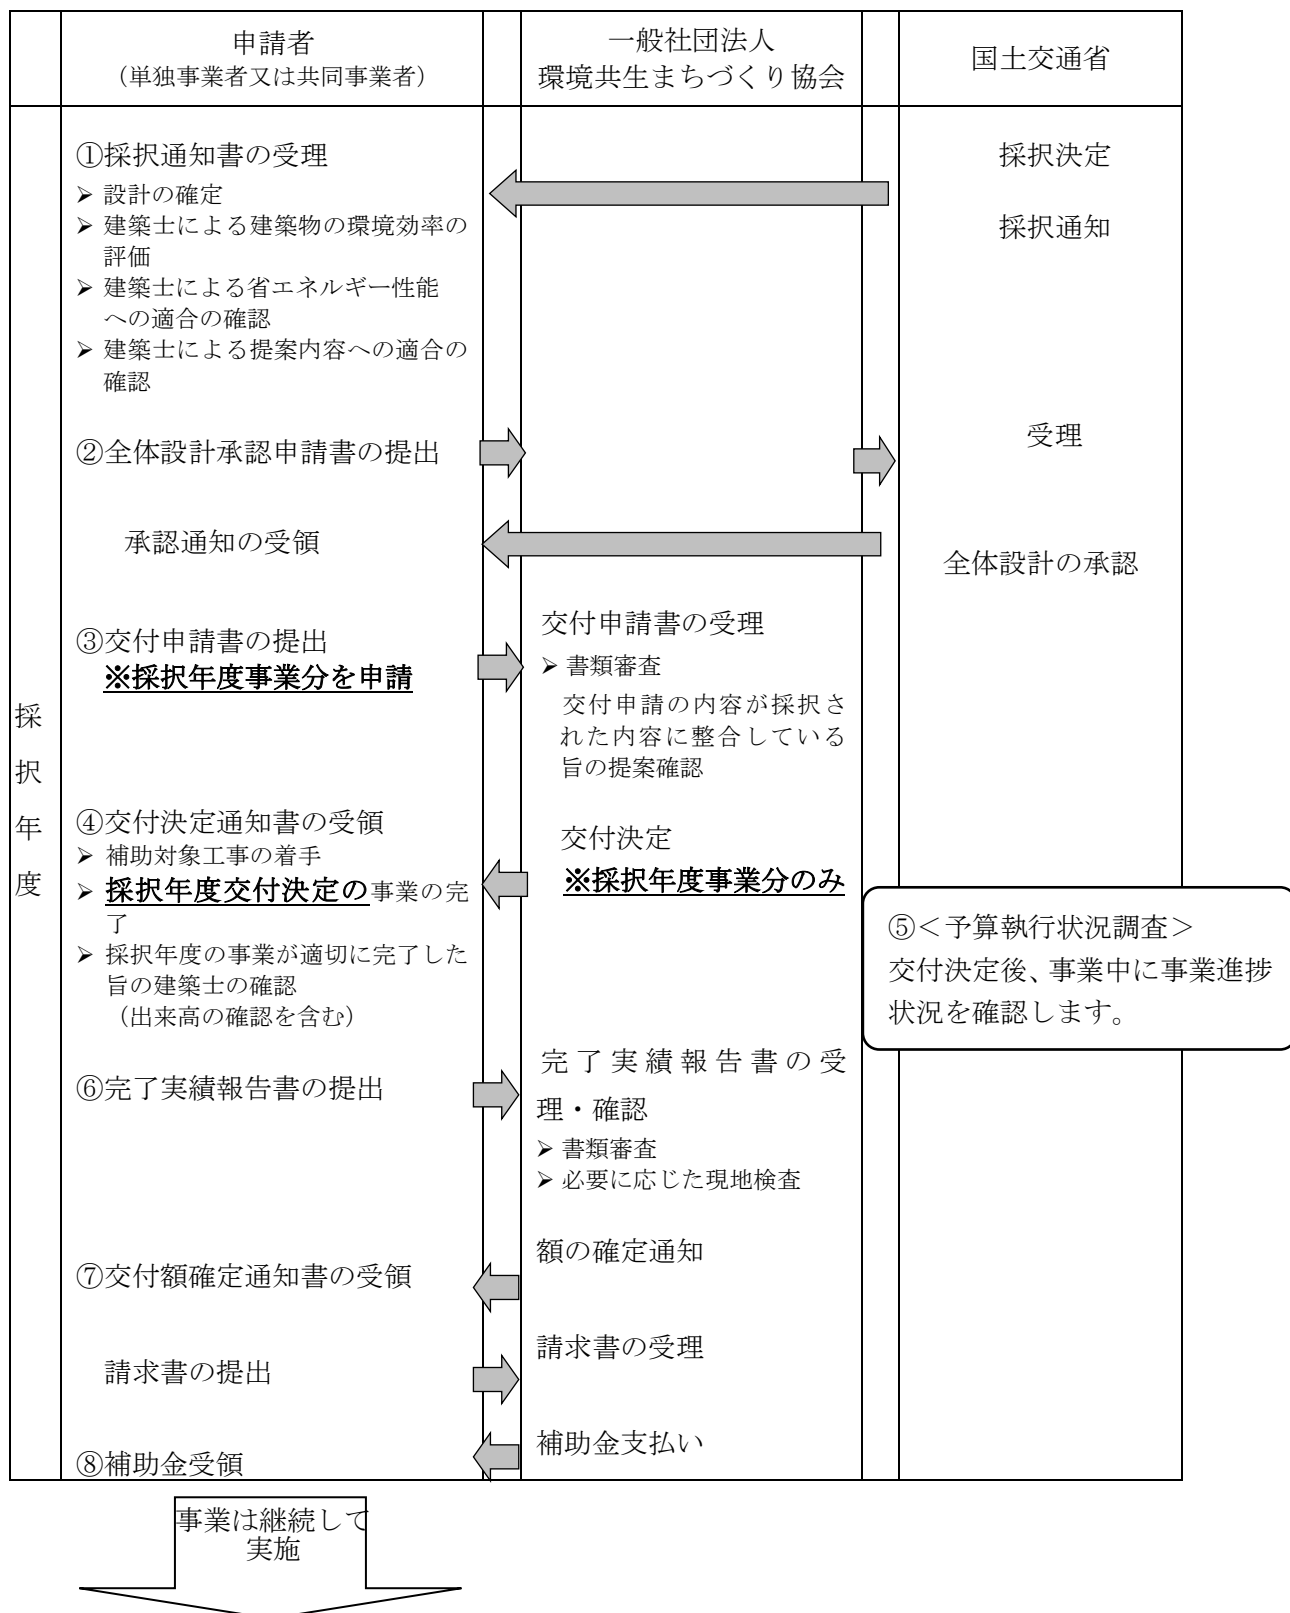 申請者
（単独事業者又は共同事業者）
一般社団法人
環境共生まちづくり協会
国土交通省
採択年度
①採択通知書の受理
➢ 設計の確定
➢ 建築士による建築物の環境効率の
評価
➢ 建築士による省エネルギー性能
への適合の確認
➢ 建築士による提案内容への適合の
確認
採択決定
採択通知
②全体設計承認申請書の提出
受理
承認通知の受領
全体設計の承認
③交付申請書の提出
※採択年度事業分を申請
交付申請書の受理
➢ 書類審査
交付申請の内容が採択さ
れた内容に整合している
旨の提案確認
④交付決定通知書の受領
➢ 補助対象工事の着手
➢ 採択年度交付決定の事業の完
了
➢ 採択年度の事業が適切に完了した
旨の建築士の確認
（出来高の確認を含む）
交付決定
※採択年度事業分のみ
⑤＜予算執行状況調査＞
交付決定後、事業中に事業進捗
状況を確認します。
⑥完了実績報告書の提出
完了実績報告書の受
理・確認
➢ 書類審査
➢ 必要に応じた現地検査
額の確定通知
⑦交付額確定通知書の受領
請求書の提出
請求書の受理
補助金支払い
⑧補助金受領
事業は継続して
実施